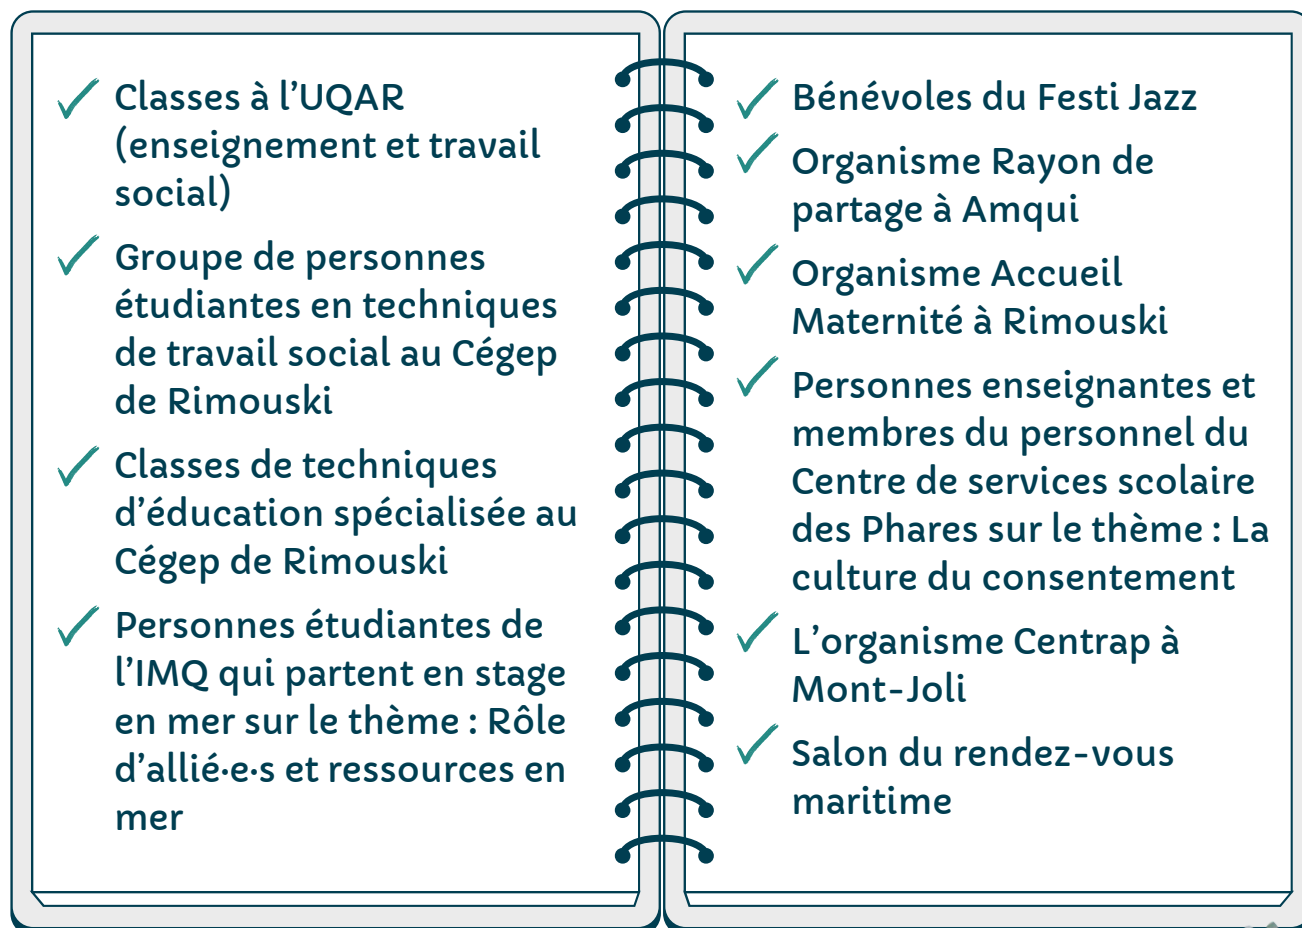 Classes à l’UQAR
(enseignement et travail
social)
Groupe de personnes
étudiantes en techniques
de travail social au Cégep
de Rimouski
Classes de techniques
d’éducation spécialisée au
Cégep de Rimouski
Personnes étudiantes de
l’IMQ qui partent en stage
en mer sur le thème : Rôle
d’allié·e·s et ressources en
mer
Bénévoles du Festi Jazz
Organisme Rayon de
partage à Amqui
Organisme Accueil
Maternité à Rimouski
Personnes enseignantes et
membres du personnel du
Centre de services scolaire
des Phares sur le thème : La
culture du consentement
L’organisme Centrap à
Mont-Joli
Salon du rendez-vous
maritime